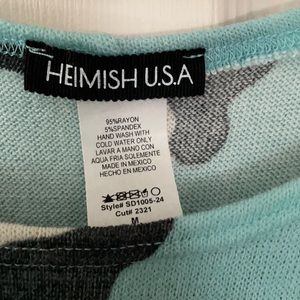 HEIMISH U.S.A
95%RAYON
5%SPANDEX
HAND WASH WITH
COLD WATER ONLY
LAVAR A MANO CON
AQUA FRIA SOLEMENTE
MADE IN MEXICO
HECHO EN MEXICO
Style# SD1005-24
Cut# 2321
M